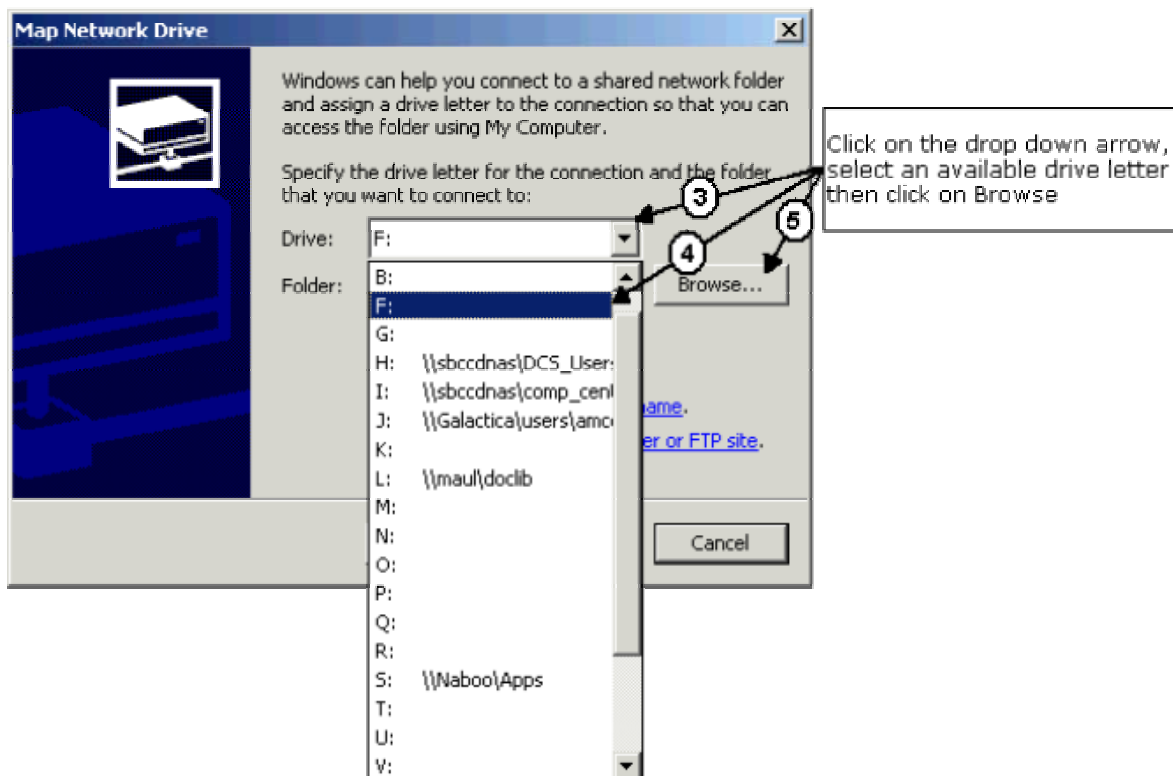 Map Network Drive
Windows can help you connect to a shared network folder
and assign a drive letter to the connection so that you can
access the folder using My Computer.
Specify the drive letter for the connection and the folder
that you want to connect to:
3
Click on the drop down arrow,
select an available drive letter
then click on Browse
5
Drive: F:
4
Folder:
Browse...
B:
F:
G:
H: \\sbccdnas\DCS_User
I: \\sbccdnas\comp_cent
J: \\Galactica\users\amc
K:
L: \\maul\doclib
M:
N:
O:
P:
Q:
R:
S: \\Naboo\Apps
T:
U:
V:
ame.
er or FTP site.
Cancel